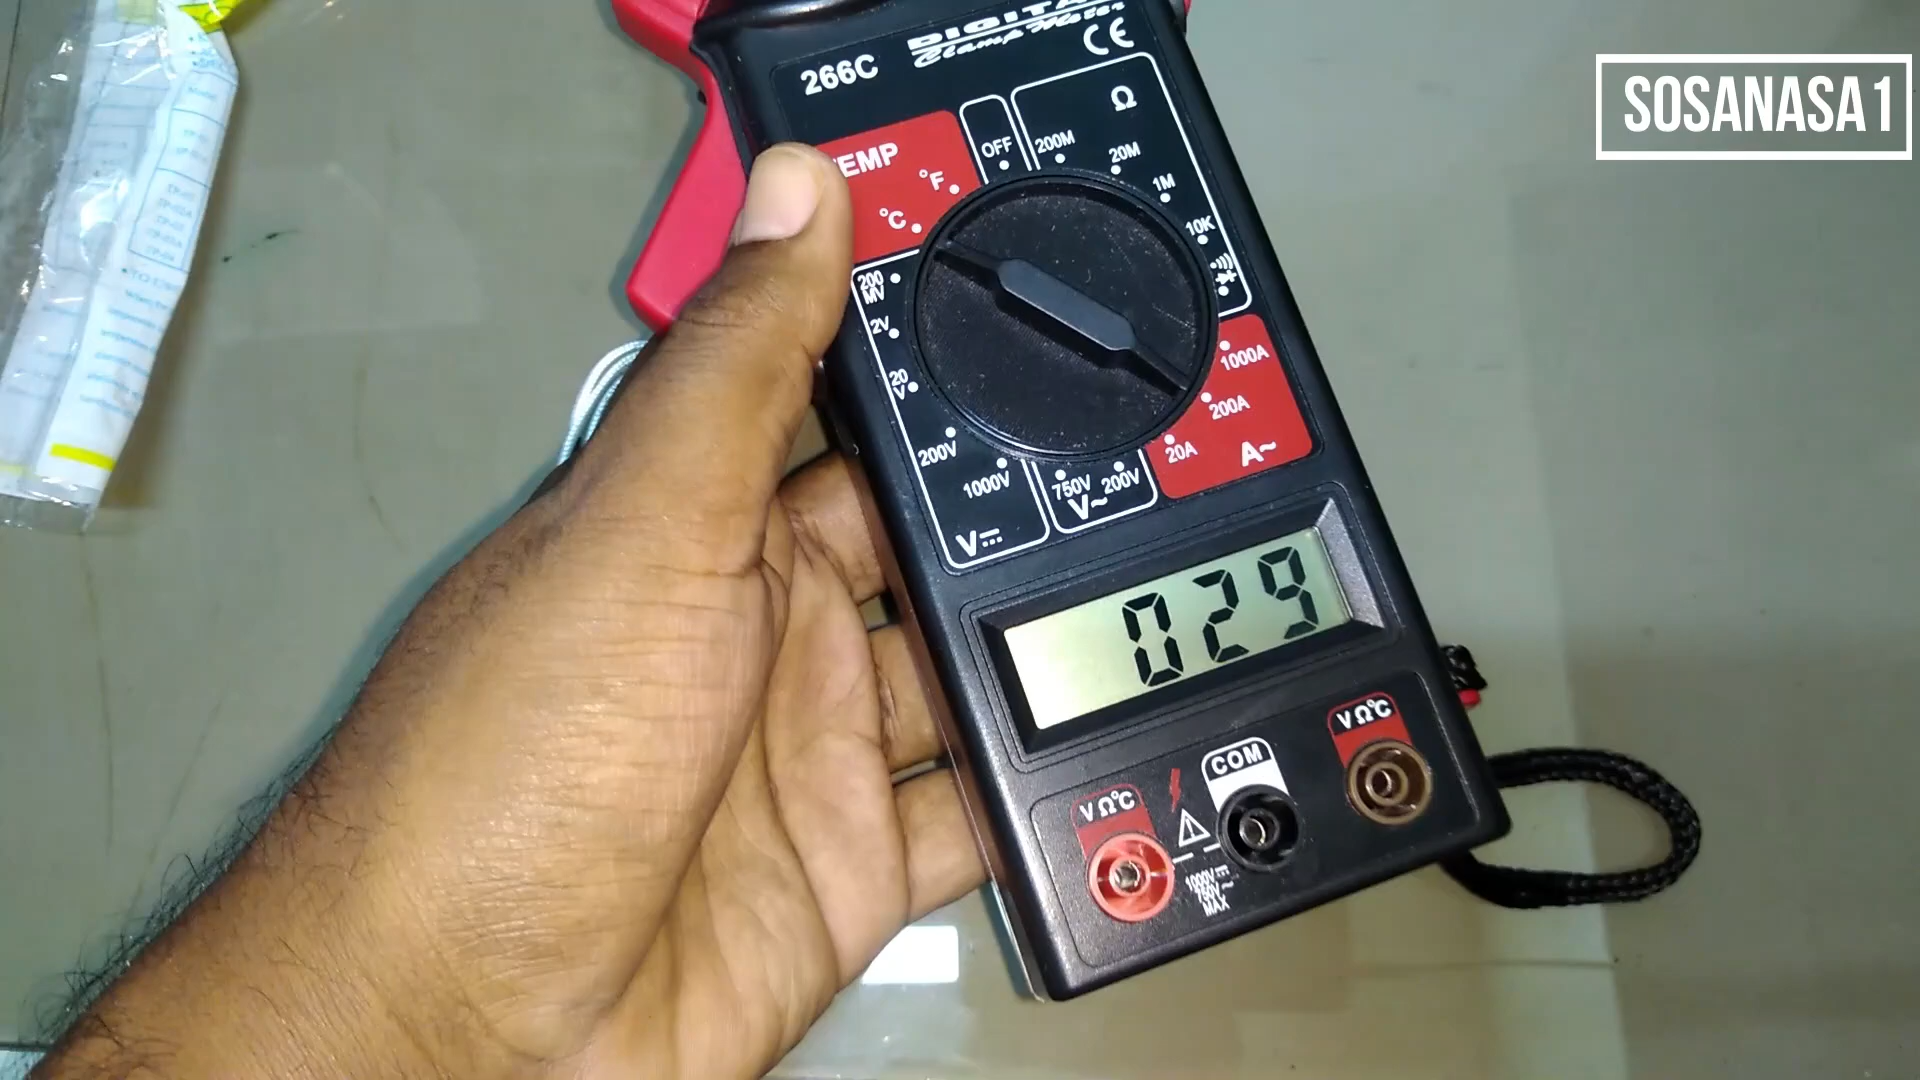 SOSANASA1
DIGITA
Clamp Meter
CE
266C
Ω
OFF
200M
20M
1M
10K
TEMP
°F
°C
200
MV
2V
20
V
200V
1000V
V
750V
200V
V~
1000A
200A
20A
A~
029
VΩ°C
COM
VΩ°C
1000V
750V~
MAX